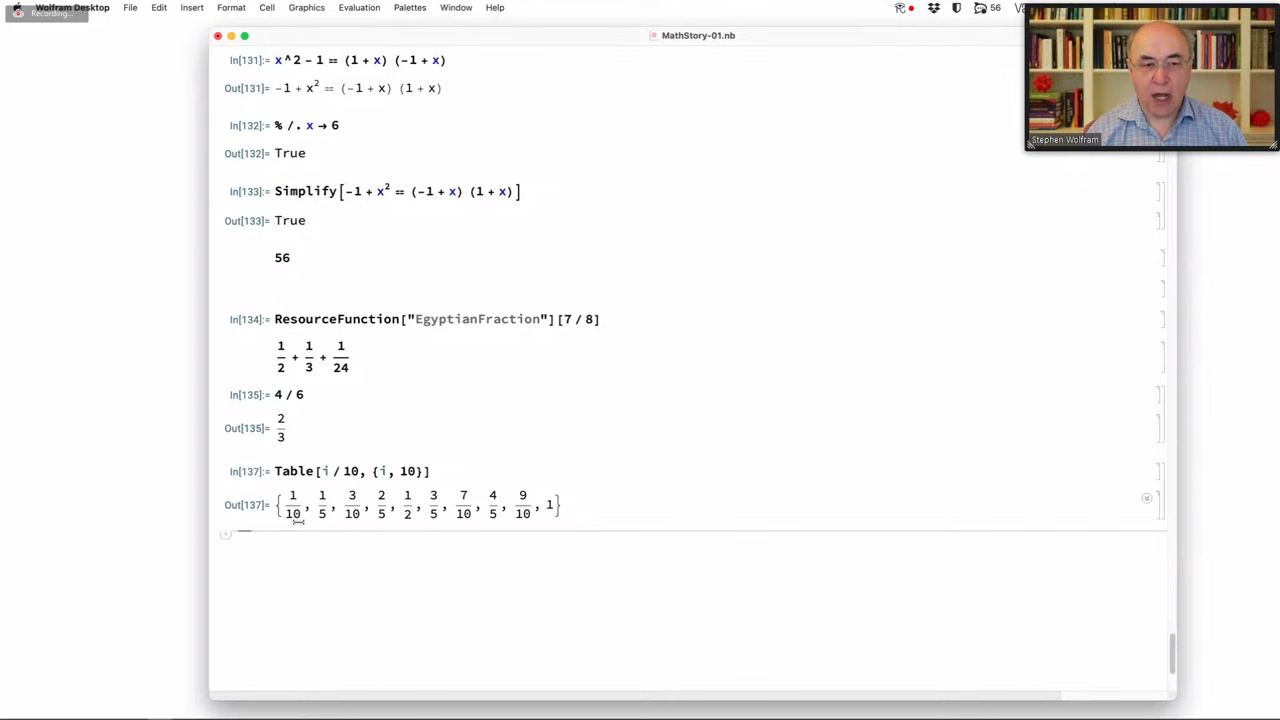 Wolfram Desktop File Edit Insert Format Cell Graphics Evaluation Palettes Window Help 56
Recording...
MathStory-01.nb
Stephen Wolfram
In[131]:= x^2-1 == (1+x) (-1+x)
Out[131]= -1 + x² == (-1+x) (1+x)
In[132]:= % /. x → 6
Out[132]= True
In[133]:= Simplify[-1 + x² == (-1+x) (1+x)]
Out[133]= True
56
In[134]:= ResourceFunction["EgyptianFraction"][7/8]
1/2 + 1/3 + 1/24
In[135]:= 4/6
Out[135]= 2/3
In[137]:= Table[i/10, {i, 10}]
Out[137]= {1/10, 1/5, 3/10, 2/5, 1/2, 3/5, 7/10, 4/5, 9/10, 1}